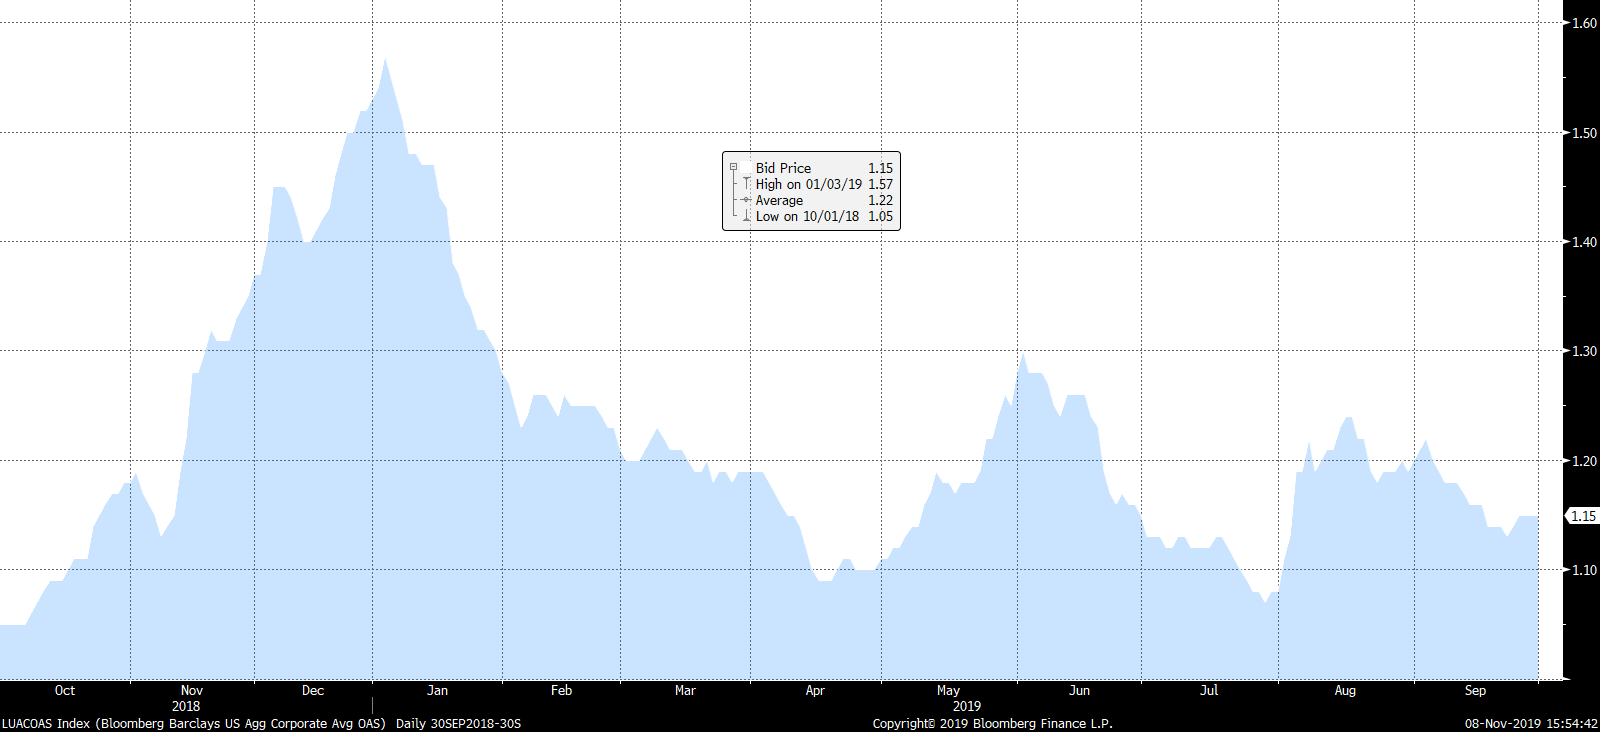 1.60
1.50
Bid Price 1.15
High on 01/03/19 1.57
Average 1.22
Low on 10/01/18 1.05
1.40
1.30
1.20
1.15
1.10
Oct Nov Dec Jan Feb Mar Apr May Jun Jul Aug Sep
2018 2019
LUACOAS Index (Bloomberg Barclays US Agg Corporate Avg OAS) Daily 30SEP2018-30S Copyright© 2019 Bloomberg Finance L.P. 08-Nov-2019 15:54:42